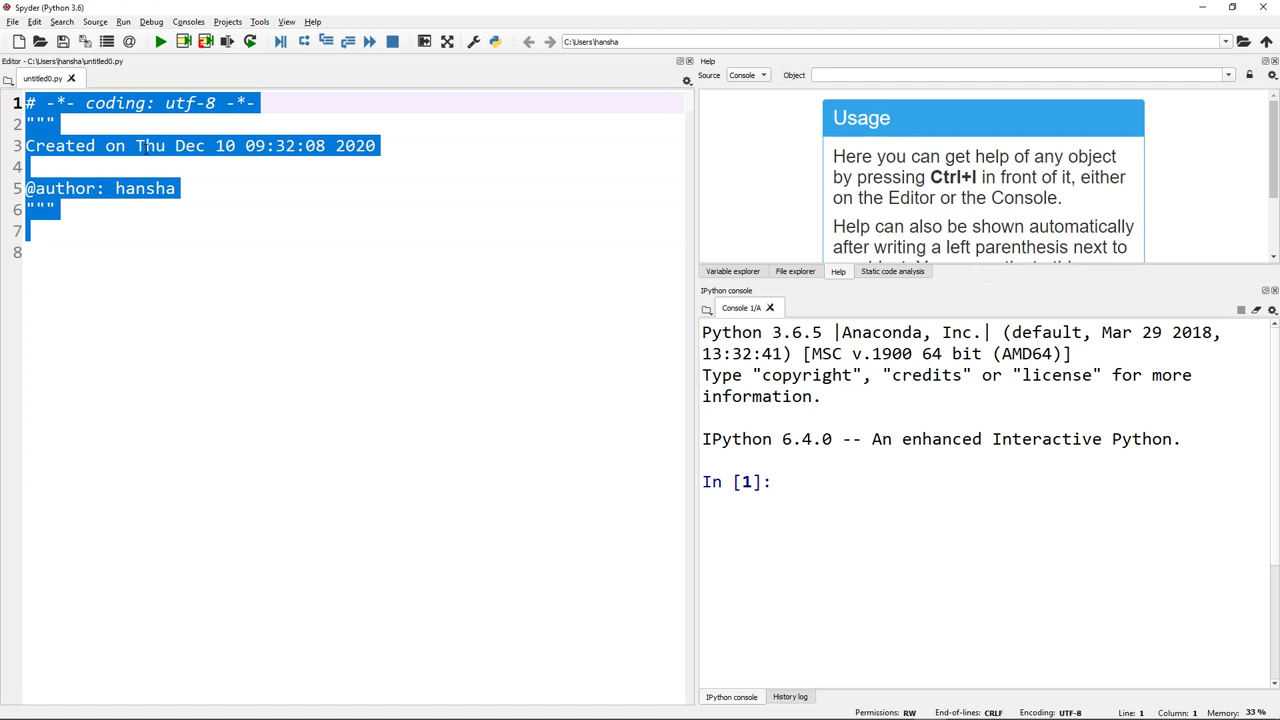 Spyder (Python 3.6)
File Edit Search Source Run Debug Consoles Projects Tools View Help
C:\Users\hansha
Editor - C:\Users\hansha\untitled0.py
untitled0.py
1 # -*- coding: utf-8 -*-
2 """
3 Created on Thu Dec 10 09:32:08 2020
4
5 @author: hansha
6 """
7
8
Help
Source Console Object
Usage
Here you can get help of any object
by pressing Ctrl+I in front of it, either
on the Editor or the Console.
Help can also be shown automatically
after writing a left parenthesis next to
Variable explorer File explorer Help Static code analysis
IPython console
Console 1/A
Python 3.6.5 |Anaconda, Inc.| (default, Mar 29 2018,
13:32:41) [MSC v.1900 64 bit (AMD64)]
Type "copyright", "credits" or "license" for more
information.
IPython 6.4.0 -- An enhanced Interactive Python.
In [1]:
IPython console History log
Permissions: RW End-of-lines: CRLF Encoding: UTF-8 Line: 1 Column: 1 Memory: 33 %